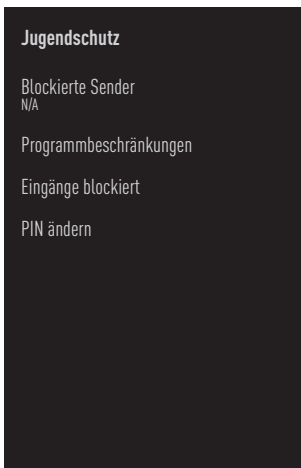 Jugendschutz
Blockierte Sender
N/A
Programmbeschränkungen
Eingänge blockiert
PIN ändern